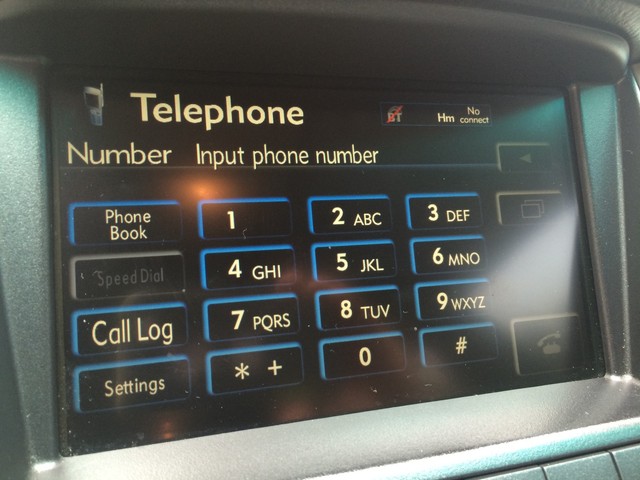 Telephone
BT Hm No
connect
Number Input phone number
Phone
Book
1
2 ABC
3 DEF
Speed Dial
4 GHI
5 JKL
6 MNO
Call Log
7 PQRS
8 TUV
9 WXYZ
Settings
* +
0
#